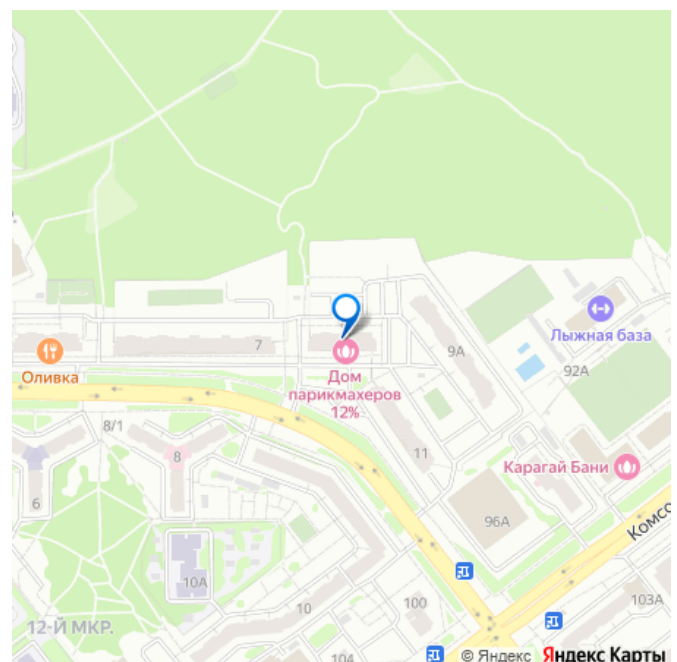 Лыжная база
7
9А
92А
Оливка
Дом
парикмахеров
12%
8/1
11
8
Карагай Бани
6
96А
Комсо
10А
10
100
103А
12-Й МКР.
104
© Яндекс Яндекс Карты